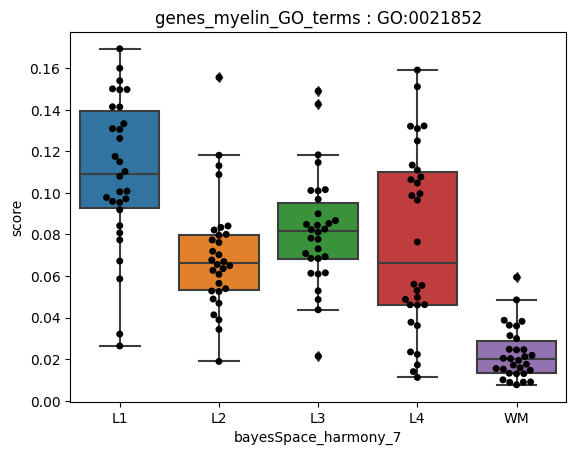 genes_myelin_GO_terms : GO:0021852
0.16
0.14
0.12
0.10
0.08
0.06
0.04
0.02
0.00
score
L1 L2 L3 L4 WM
bayesSpace_harmony_7